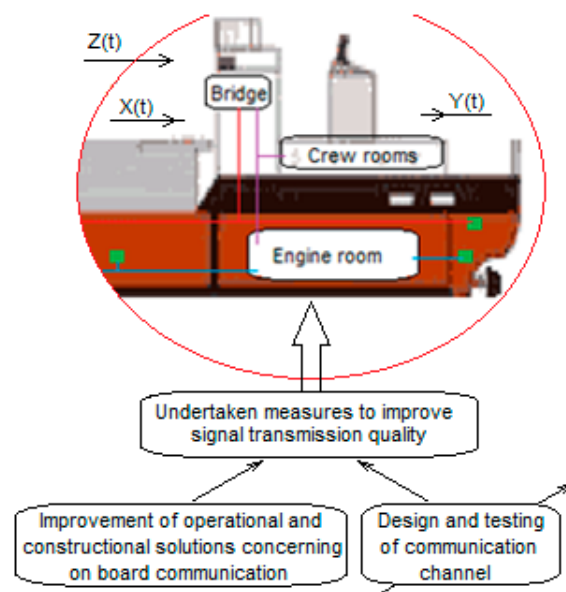 Z(t)
Bridge
X(t)
Y(t)
Crew rooms
Engine room
Undertaken measures to improve
signal transmission quality
Improvement of operational and
constructional solutions concerning
on board communication
Design and testing
of communication
channel